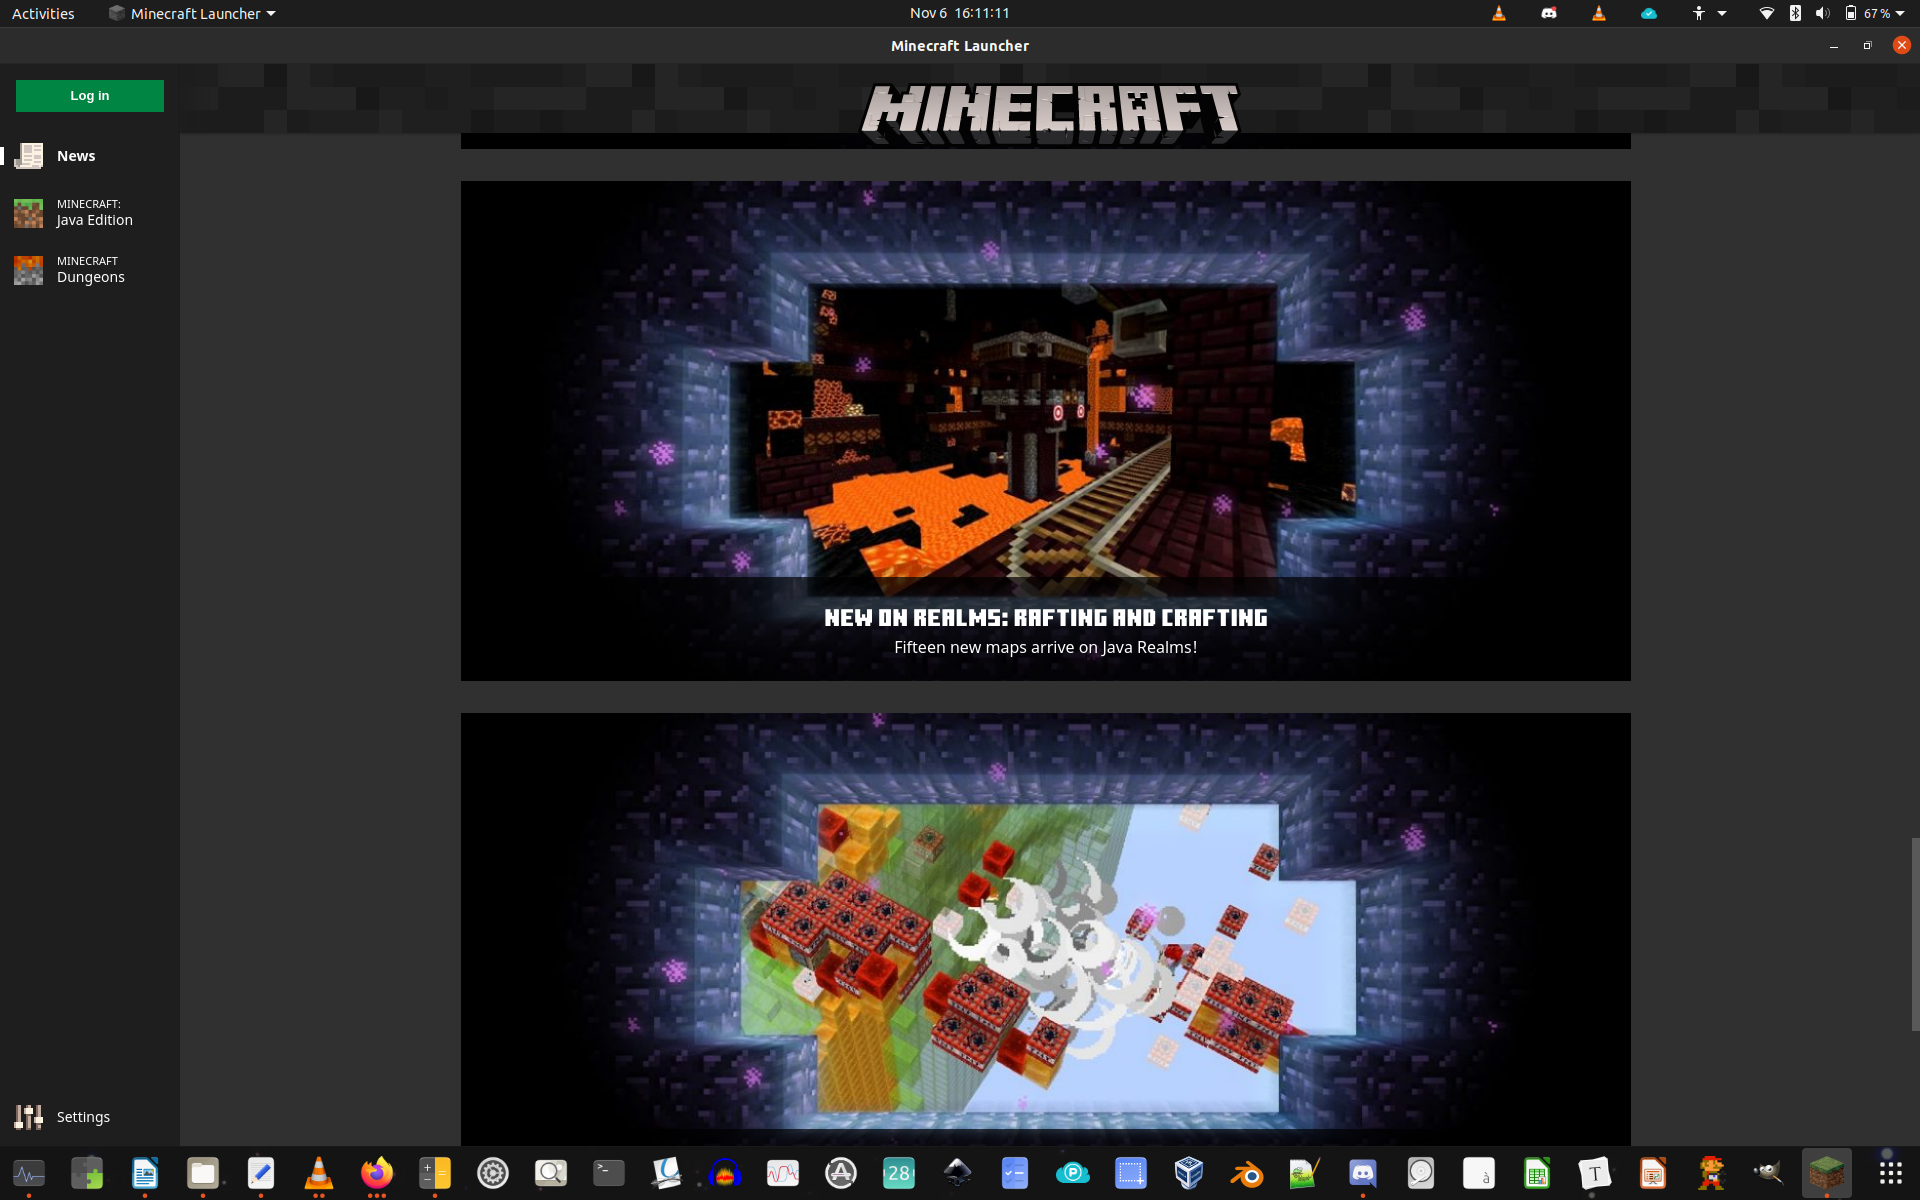 Activities
Minecraft Launcher
Nov 6 16:11:11
67 %
Minecraft Launcher
Log in
MINECRAFT
News
MINECRAFT:
Java Edition
MINECRAFT
Dungeons
NEW ON REALMS: RAFTING AND CRAFTING
Fifteen new maps arrive on Java Realms!
Settings
28
T
à